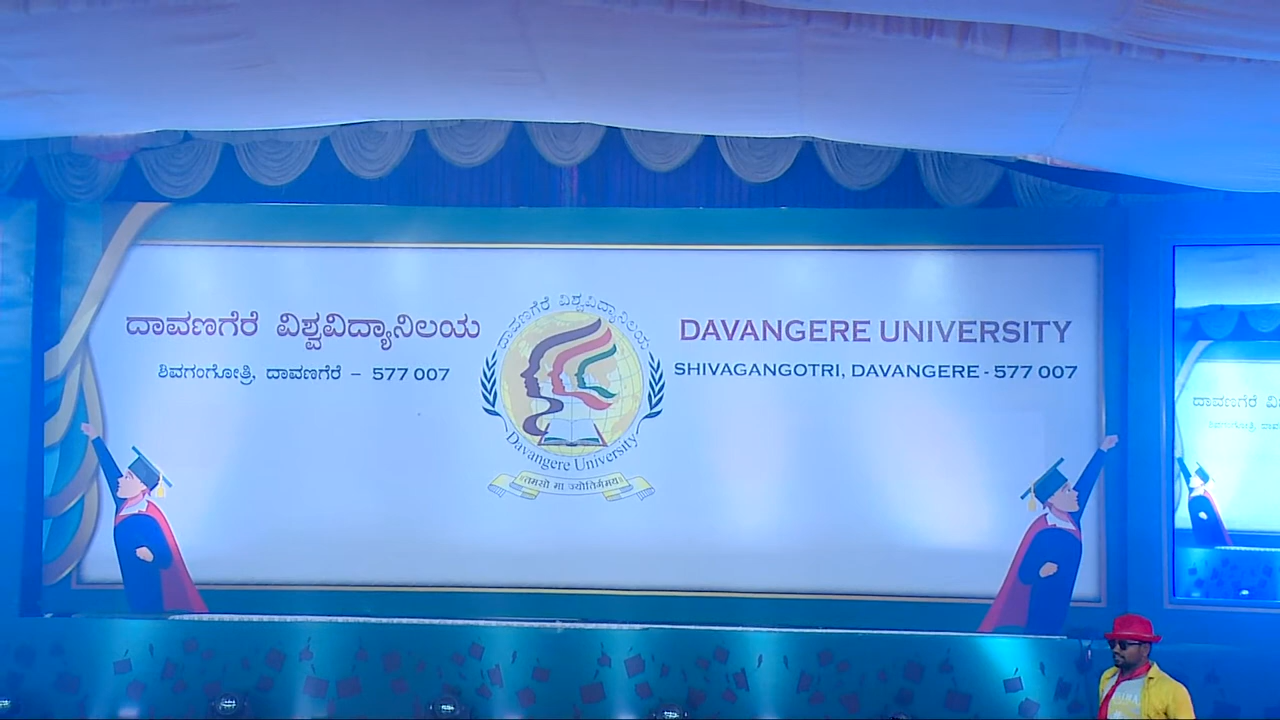 ದಾವಣಗೆರೆ ವಿಶ್ವವಿದ್ಯಾನಿಲಯ
ಶಿವಗಂಗೋತ್ರಿ, ದಾವಣಗೆರೆ – 577 007
ದಾವಣಗೆರೆ ವಿಶ್ವವಿದ್ಯಾನಿಲಯ
Davangere University
॥तमसो मा ज्योतिर्गमय॥
DAVANGERE UNIVERSITY
SHIVAGANGOTRI, DAVANGERE - 577 007